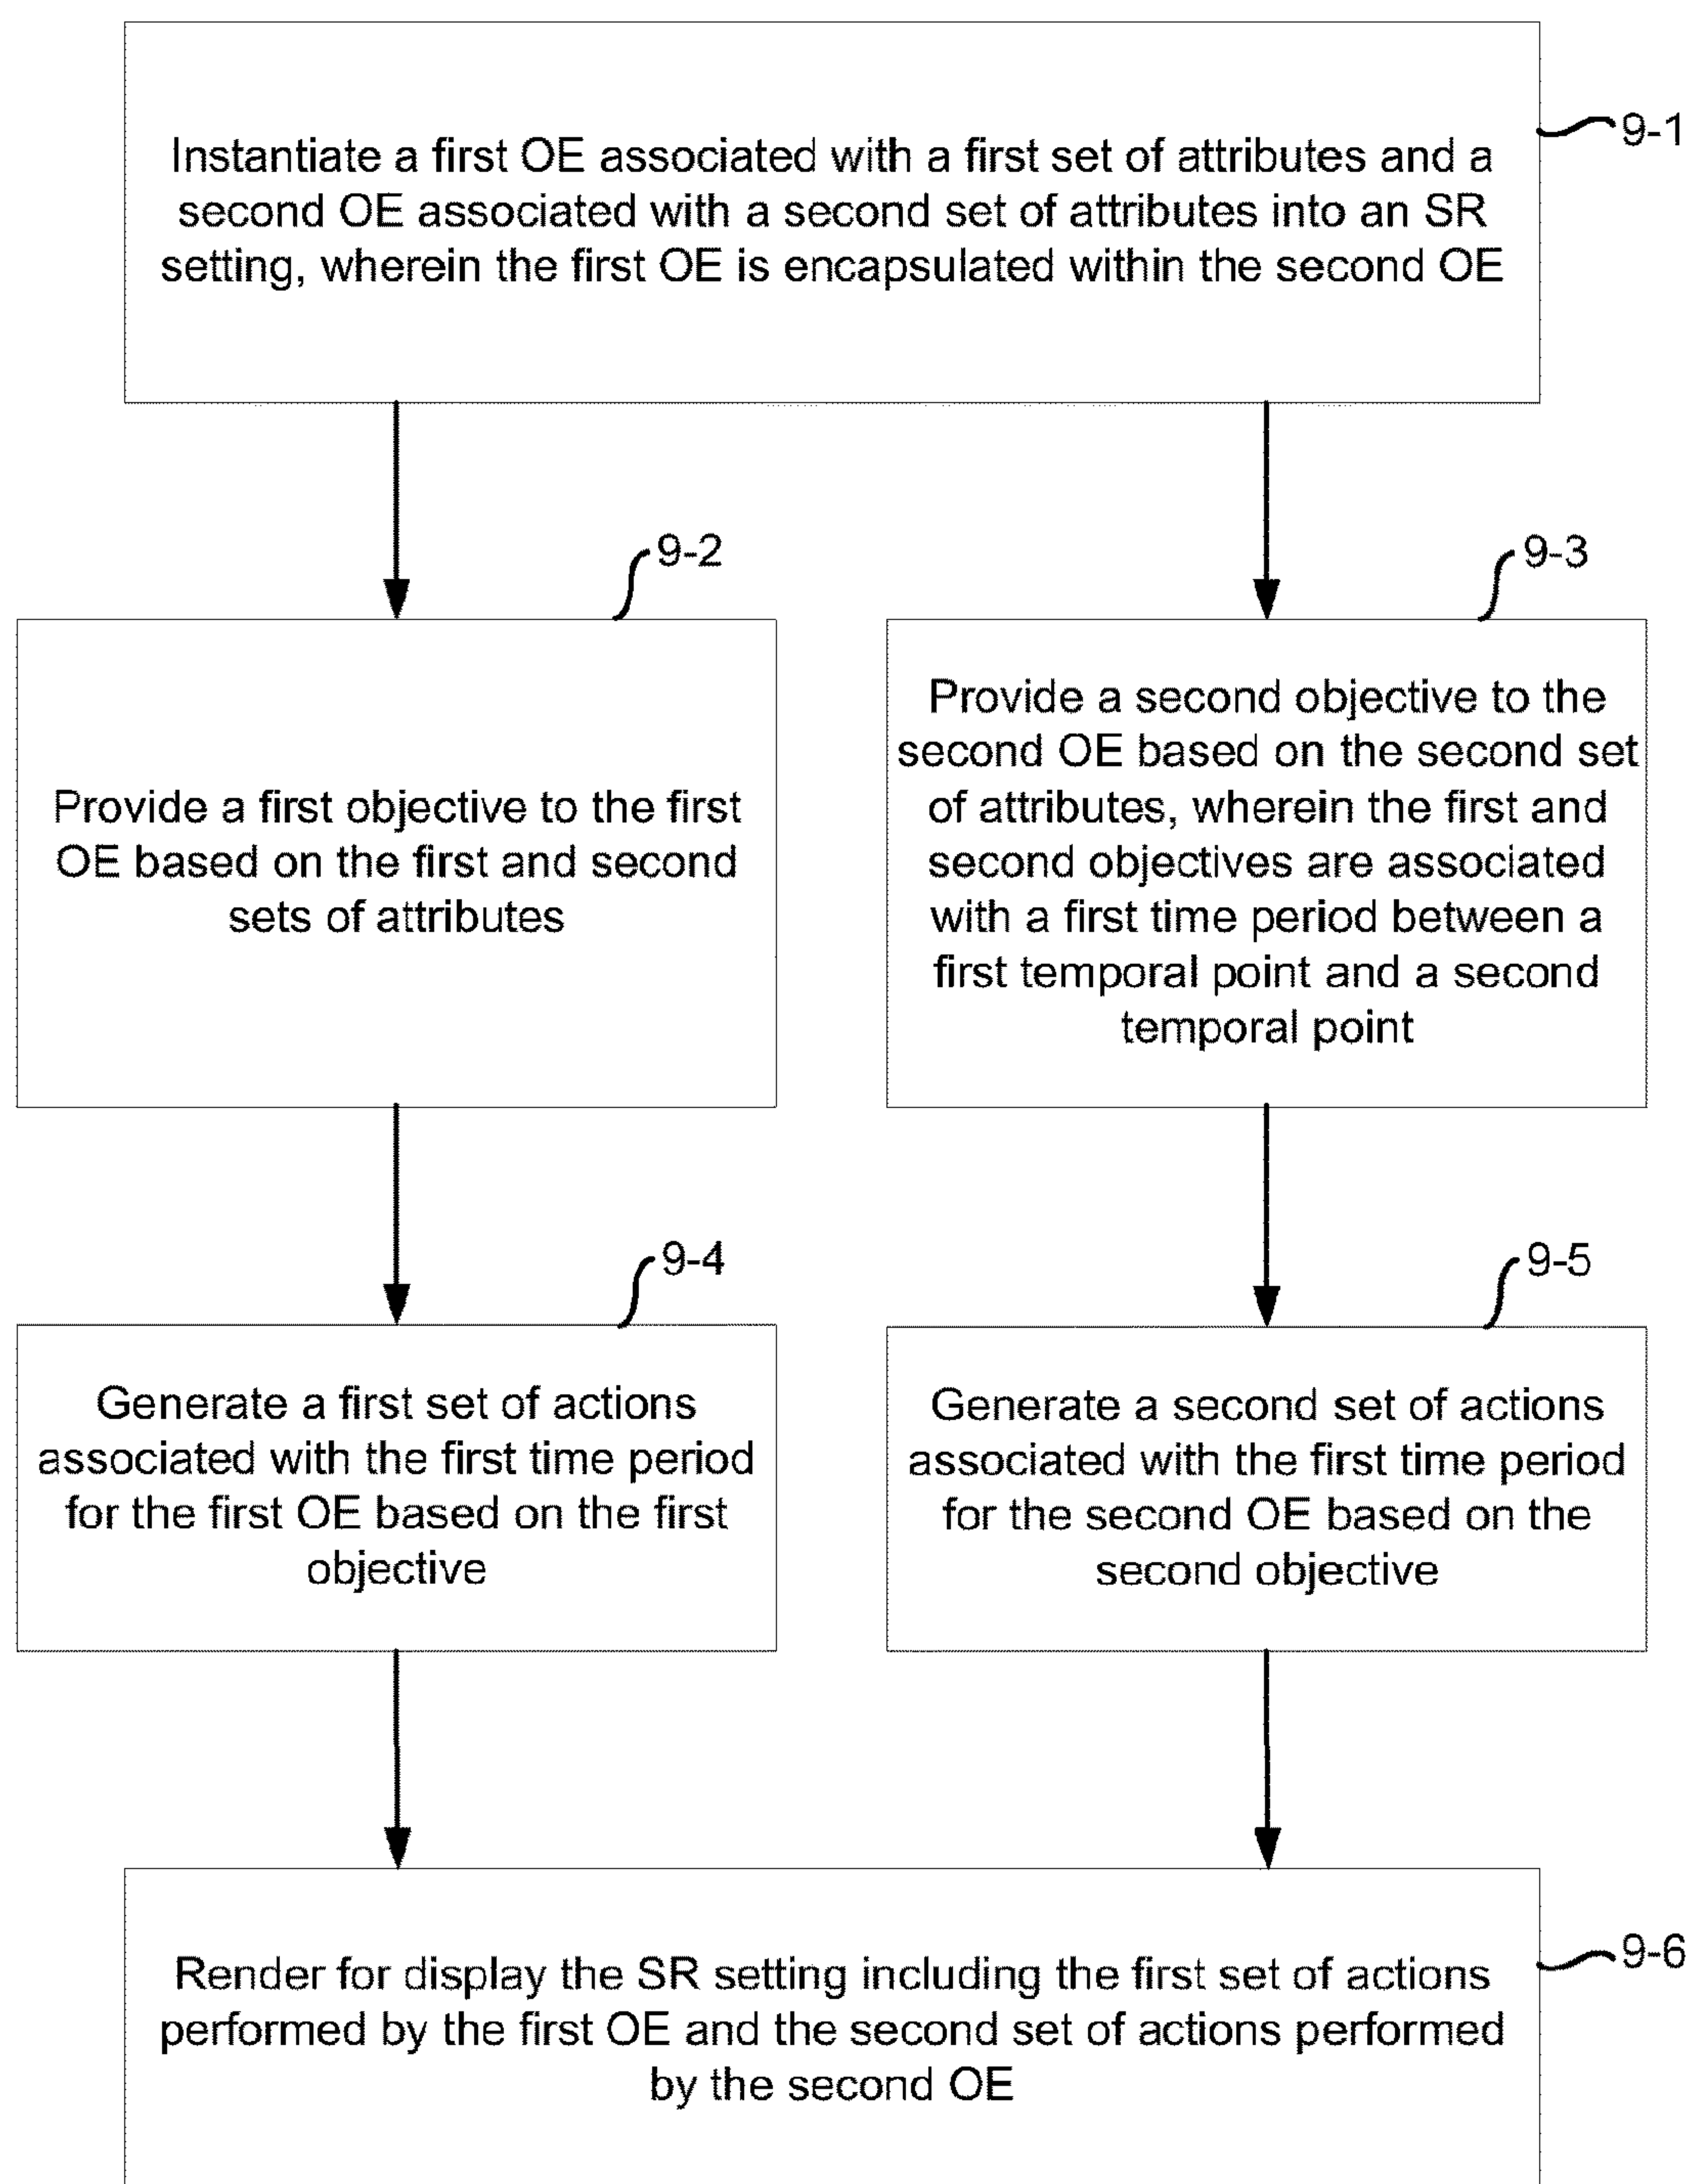 Instantiate a first OE associated with a first set of attributes and a
second OE associated with a second set of attributes into an SR
setting, wherein the first OE is encapsulated within the second OE
9-1
9-2
Provide a first objective to the first
OE based on the first and second
sets of attributes
9-3
Provide a second objective to the
second OE based on the second set
of attributes, wherein the first and
second objectives are associated
with a first time period between a
first temporal point and a second
temporal point
9-4
Generate a first set of actions
associated with the first time period
for the first OE based on the first
objective
9-5
Generate a second set of actions
associated with the first time period
for the second OE based on the
second objective
Render for display the SR setting including the first set of actions
performed by the first OE and the second set of actions performed
by the second OE
9-6